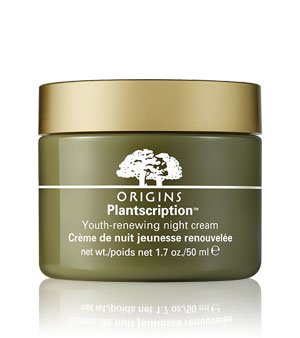 ORIGINS
Plantscription™
Youth-renewing night cream
Crème de nuit jeunesse renouvelée
net wt./poids net 1.7 oz./50 ml ℮